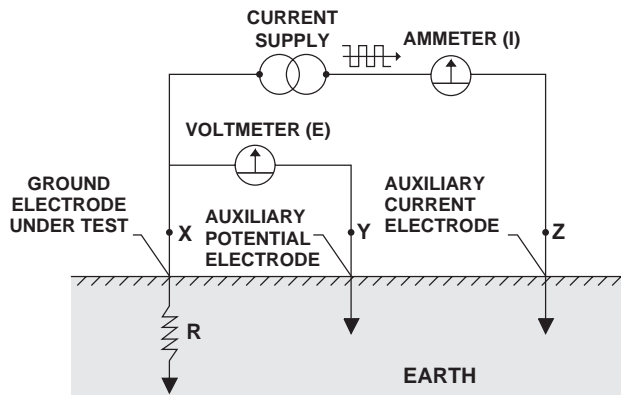 CURRENT
SUPPLY
AMMETER (I)
VOLTMETER (E)
GROUND
ELECTRODE
UNDER TEST
X
AUXILIARY
POTENTIAL
ELECTRODE
Y
AUXILIARY
CURRENT
ELECTRODE
Z
R
EARTH